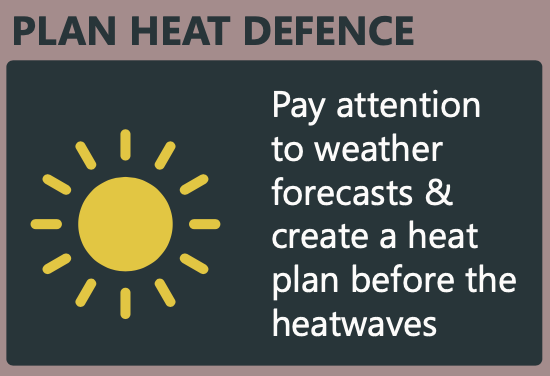 PLAN HEAT DEFENCE
Pay attention
to weather
forecasts &
create a heat
plan before the
heatwaves